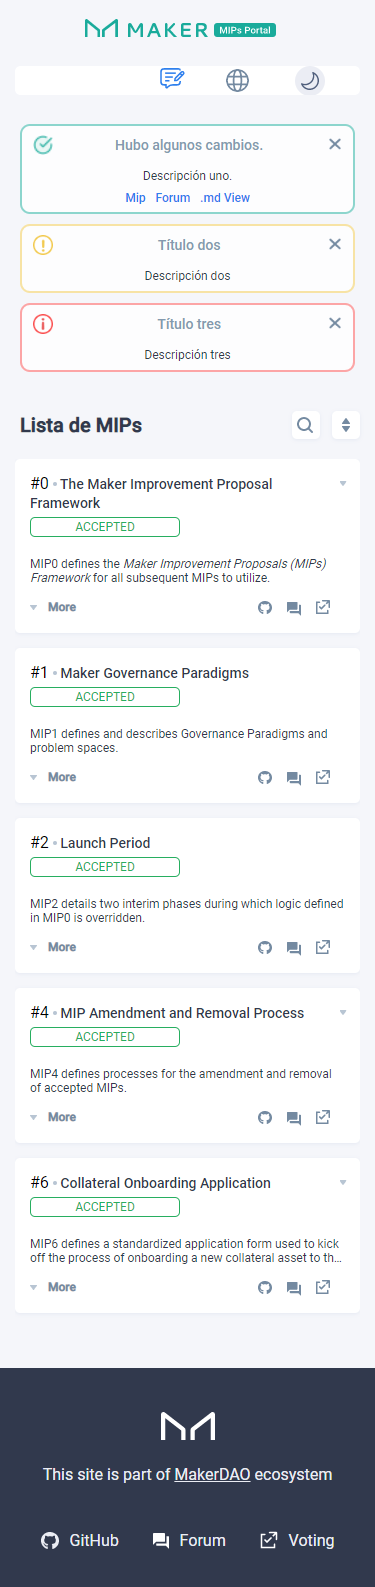 MAKER MIPs Portal
Hubo algunos cambios.
Descripción uno.
Mip Forum .md View
Título dos
Descripción dos
Título tres
Descripción tres
Lista de MIPs
#0 • The Maker Improvement Proposal
Framework
ACCEPTED
MIP0 defines the Maker Improvement Proposals (MIPs)
Framework for all subsequent MIPs to utilize.
More
#1 • Maker Governance Paradigms
ACCEPTED
MIP1 defines and describes Governance Paradigms and
problem spaces.
More
#2 • Launch Period
ACCEPTED
MIP2 details two interim phases during which logic defined
in MIP0 is overridden.
More
#4 • MIP Amendment and Removal Process
ACCEPTED
MIP4 defines processes for the amendment and removal
of accepted MIPs.
More
#6 • Collateral Onboarding Application
ACCEPTED
MIP6 defines a standardized application form used to kick
off the process of onboarding a new collateral asset to th...
More
This site is part of MakerDAO ecosystem
GitHub Forum Voting